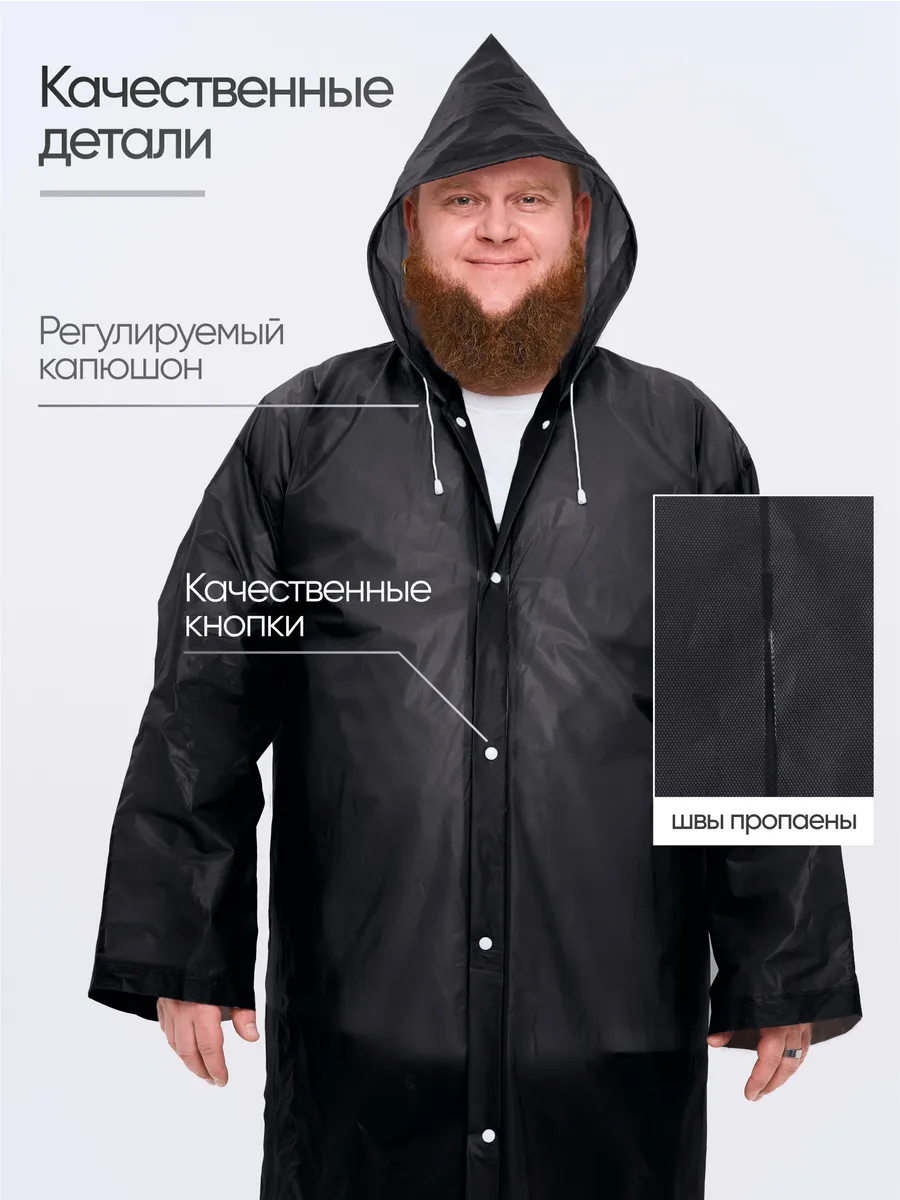 Качественные
детали
Регулируемый
капюшон
Качественные
кнопки
швы пропаены